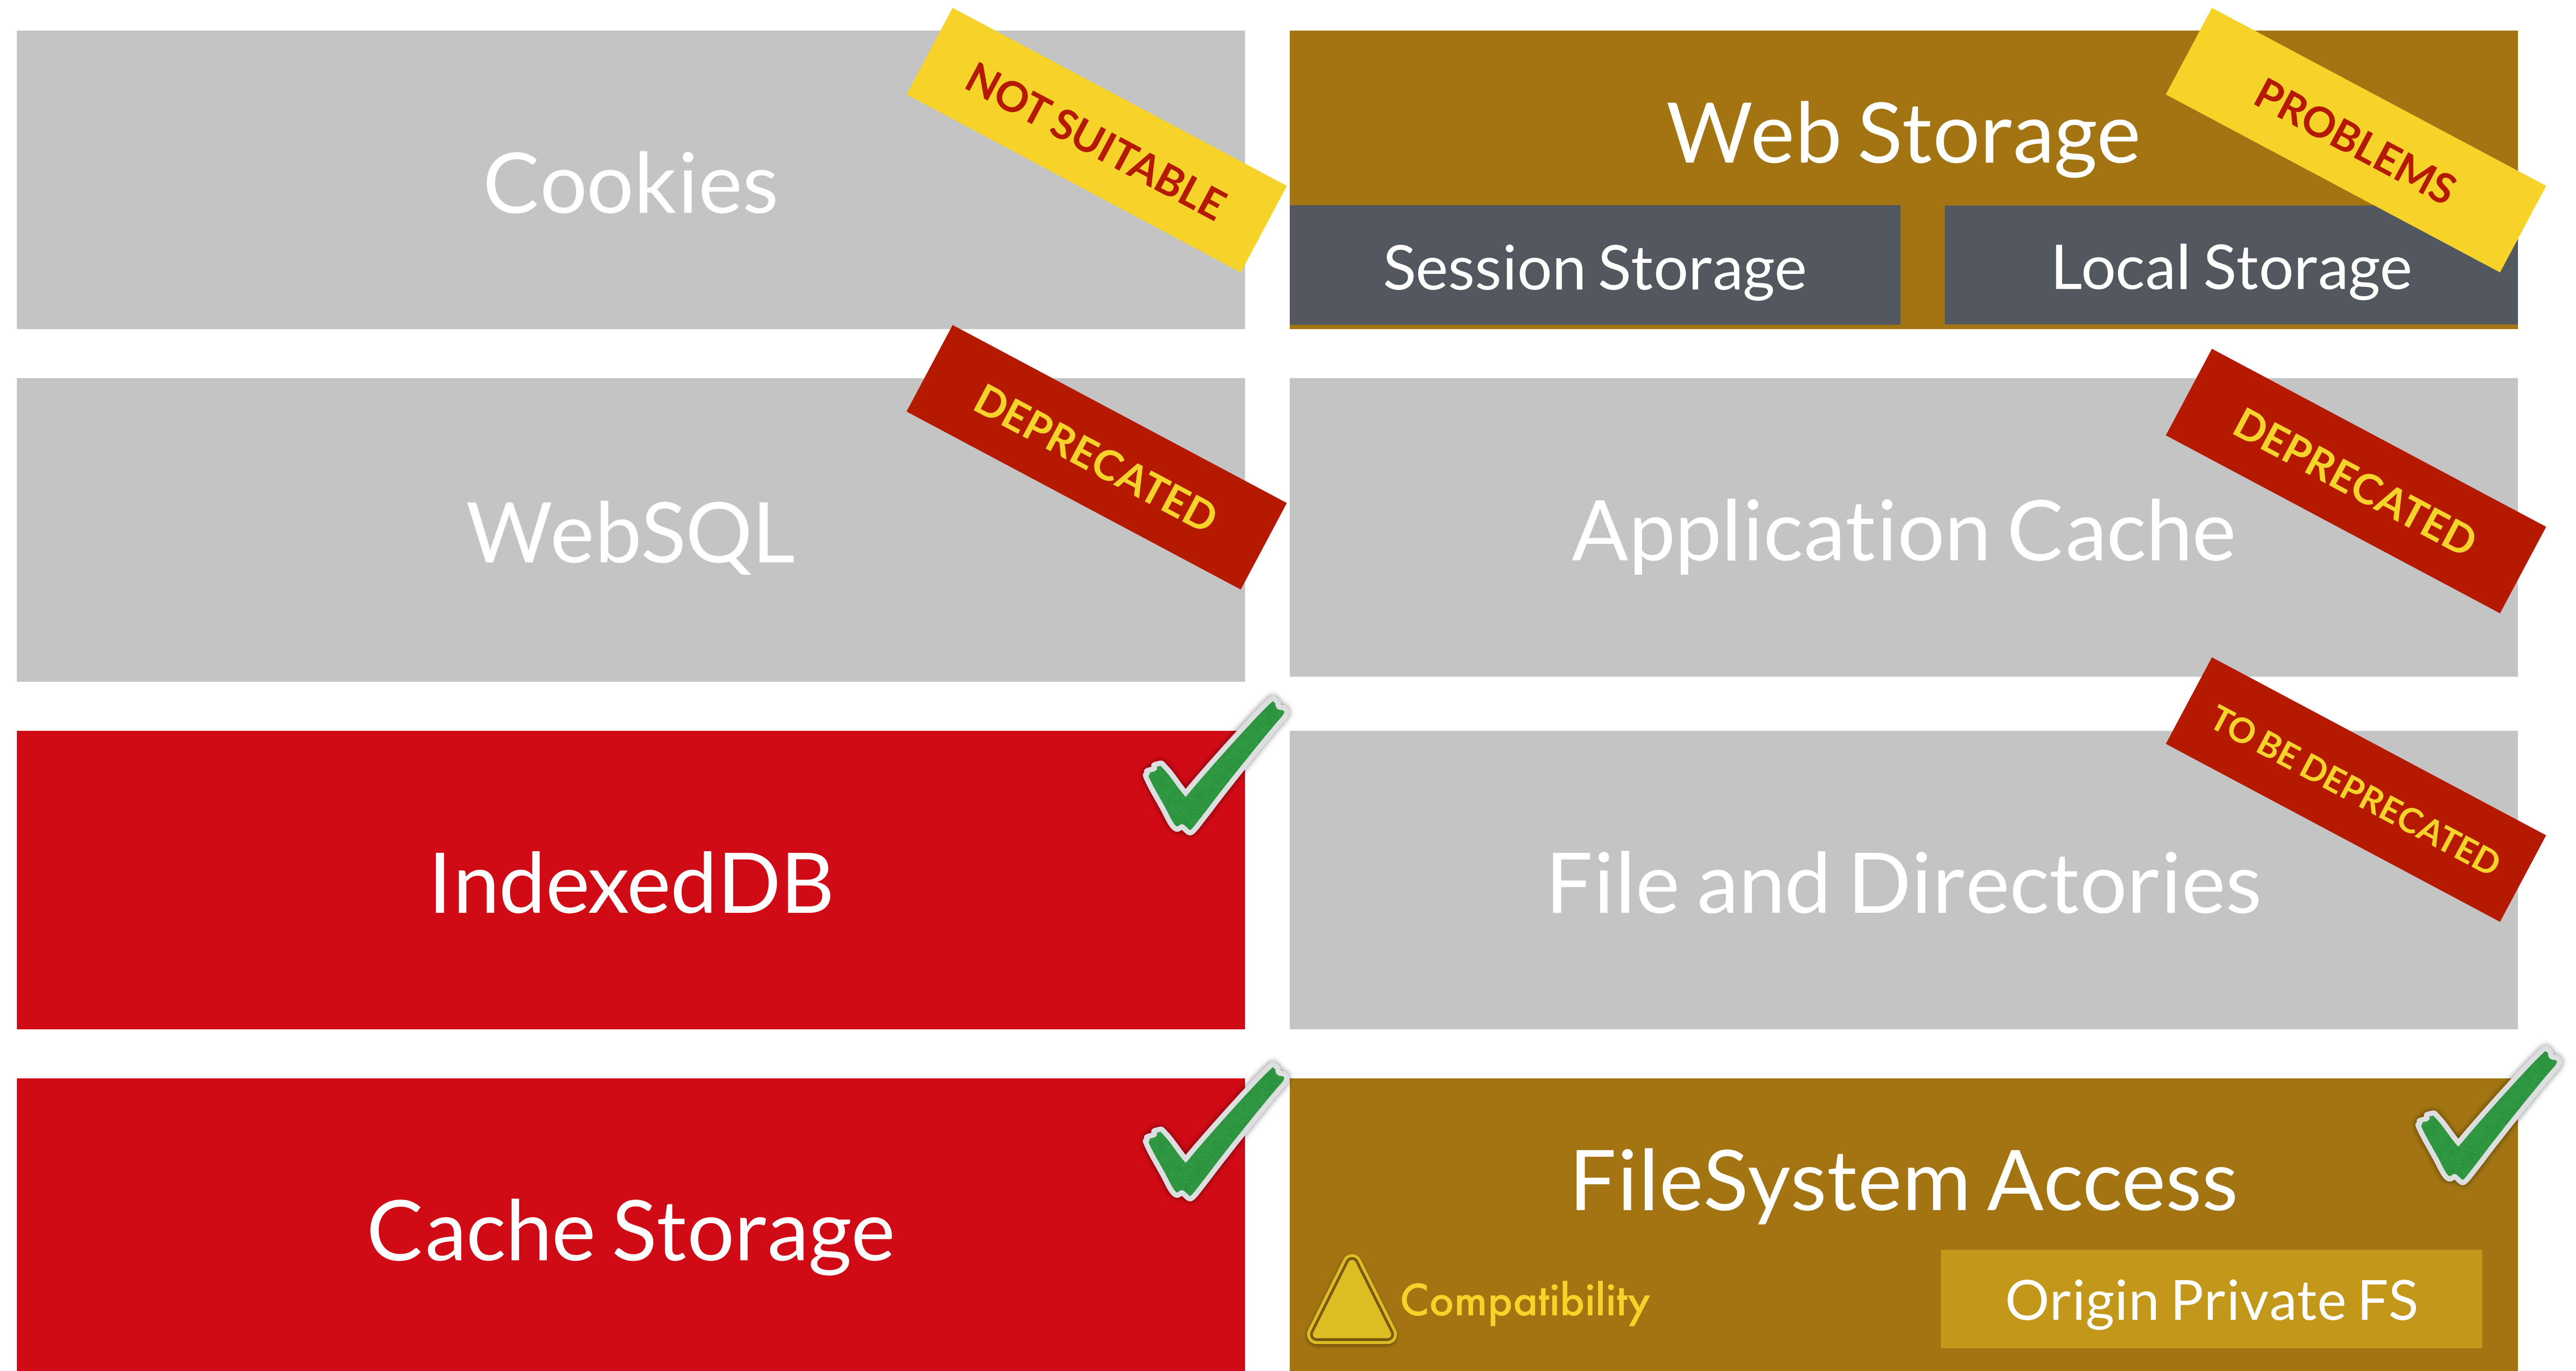 Cookies
NOT SUITABLE
Web Storage
PROBLEMS
Session Storage
Local Storage
WebSQL
DEPRECATED
Application Cache
DEPRECATED
IndexedDB
File and Directories
TO BE DEPRECATED
Cache Storage
FileSystem Access
Compatibility
Origin Private FS